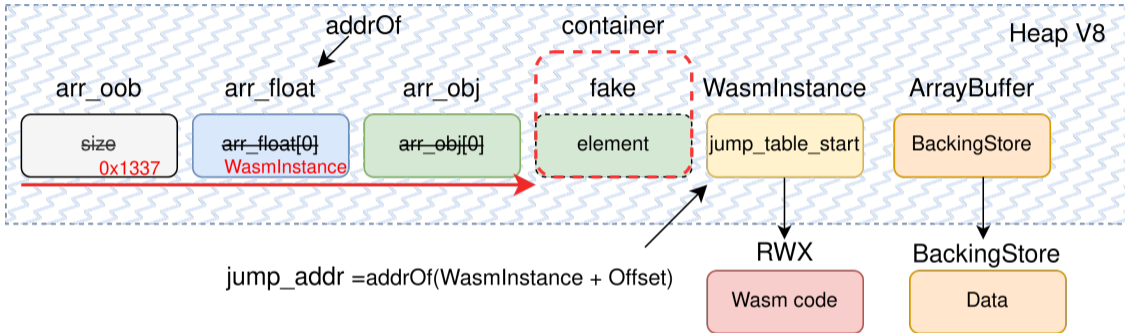 addrOf
container
Heap V8
arr_oob
arr_float
arr_obj
fake
WasmInstance
ArrayBuffer
size
0x1337
arr_float[0]
WasmInstance
arr_obj[0]
element
jump_table_start
BackingStore
jump_addr =addrOf(WasmInstance + Offset)
RWX
Wasm code
BackingStore
Data